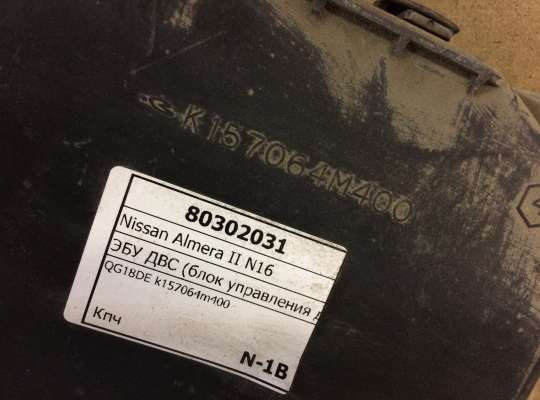 K157064M400
80302031
Nissan Almera II N16
ЭБУ ДВС (блок управления д
QG18DE k157064m400
Кпч
N-1B